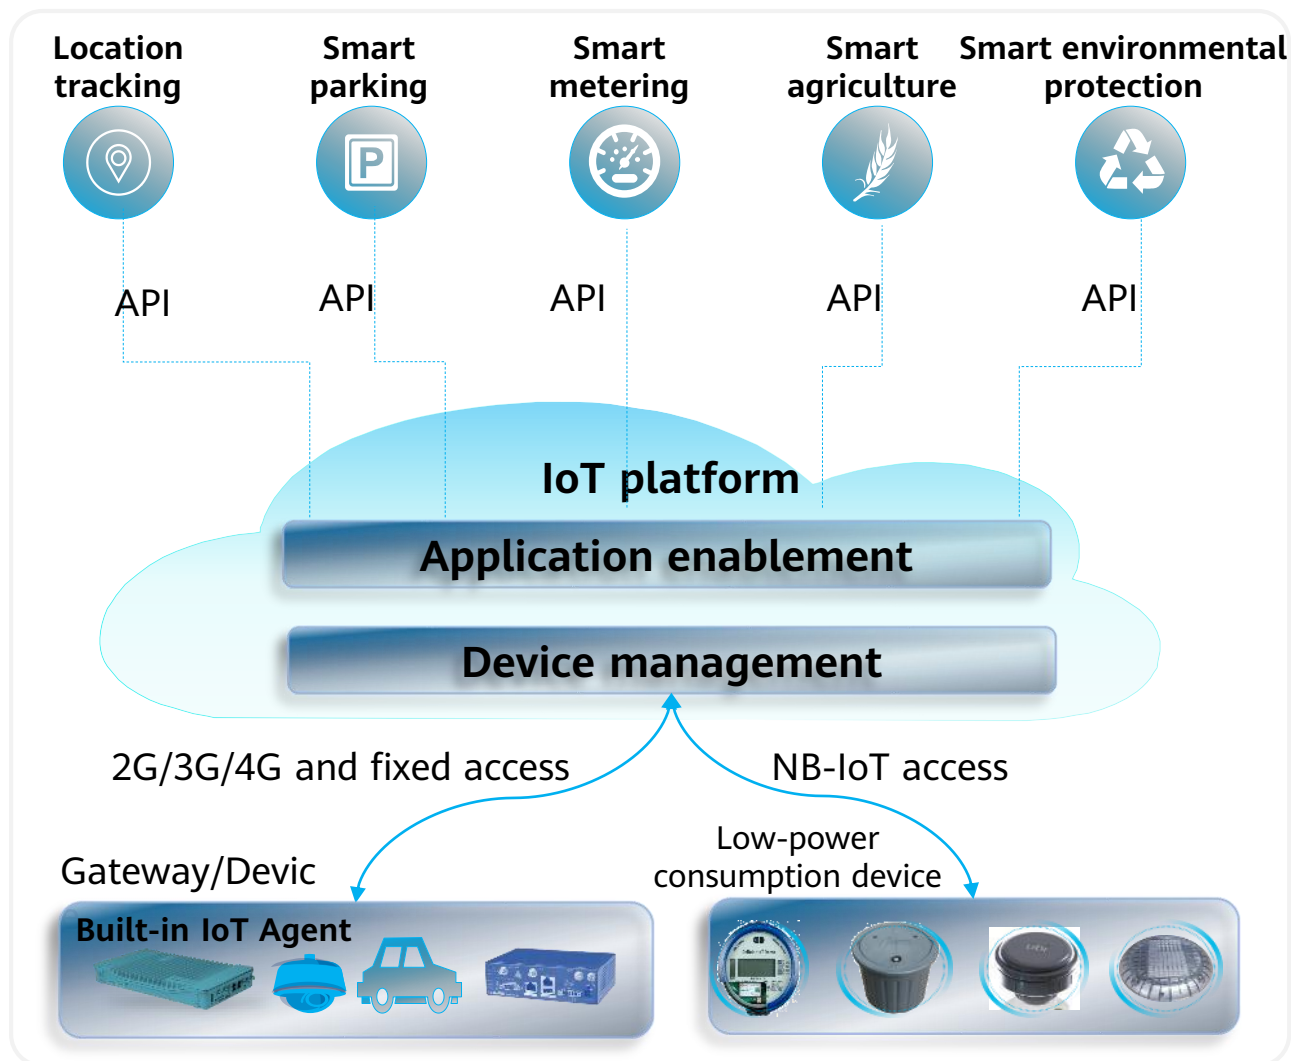 Location
tracking
Smart
parking
Smart
metering
Smart
agriculture
Smart environmental
protection
P
API
API
API
API
API
IoT platform
Application enablement
Device management
2G/3G/4G and fixed access
NB-IoT access
Low-power
consumption device
Gateway/Devic
Built-in IoT Agent